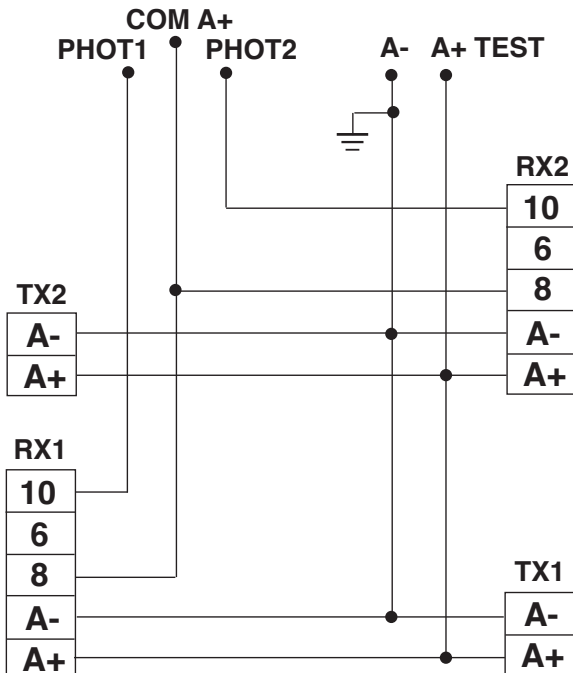 COM A+
PHOT1
PHOT2
A-
A+ TEST
RX2
10
6
8
A-
A+
TX2
A-
A+
RX1
10
6
8
A-
A+
TX1
A-
A+